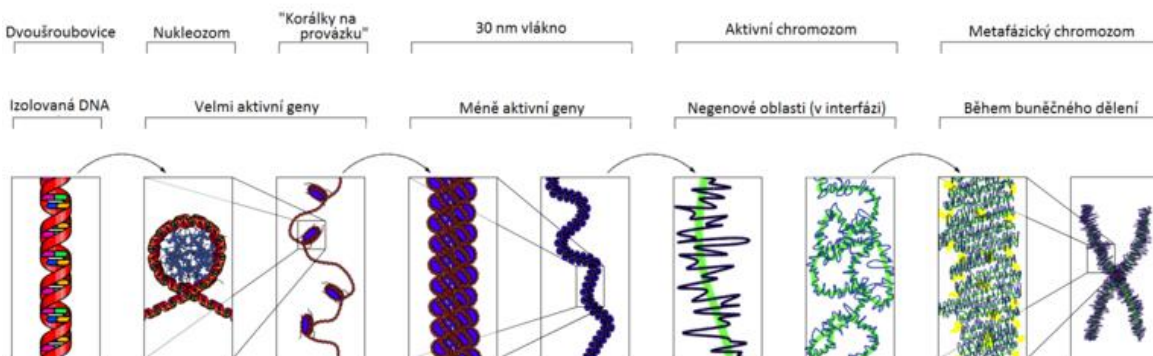 Dvoušroubovice
Nukleozom
"Korálky na
provázku"
30 nm vlákno
Aktivní chromozom
Metafázický chromozom
Izolovaná DNA
Velmi aktivní geny
Méně aktivní geny
Negenové oblasti (v interfázi)
Během buněčného dělení